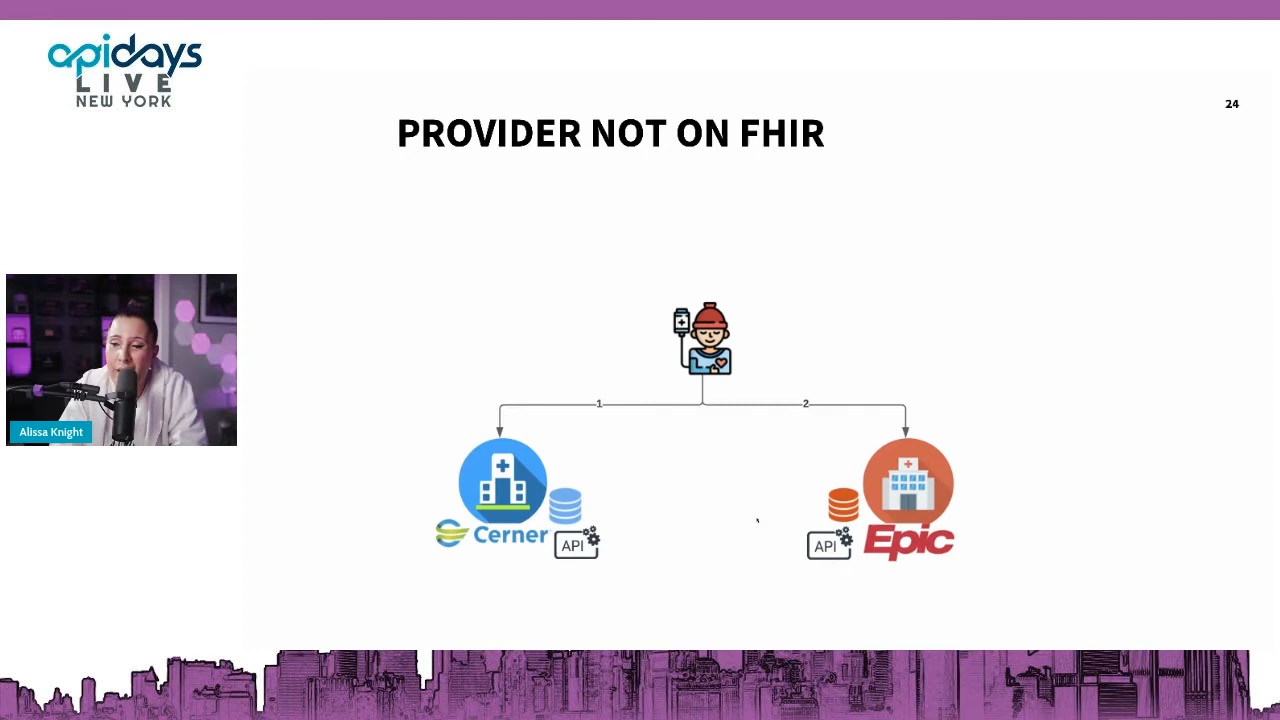 apidays
LIVE
NEW YORK
24
PROVIDER NOT ON FHIR
Alissa Knight
1
2
Cerner
API
API
Epic